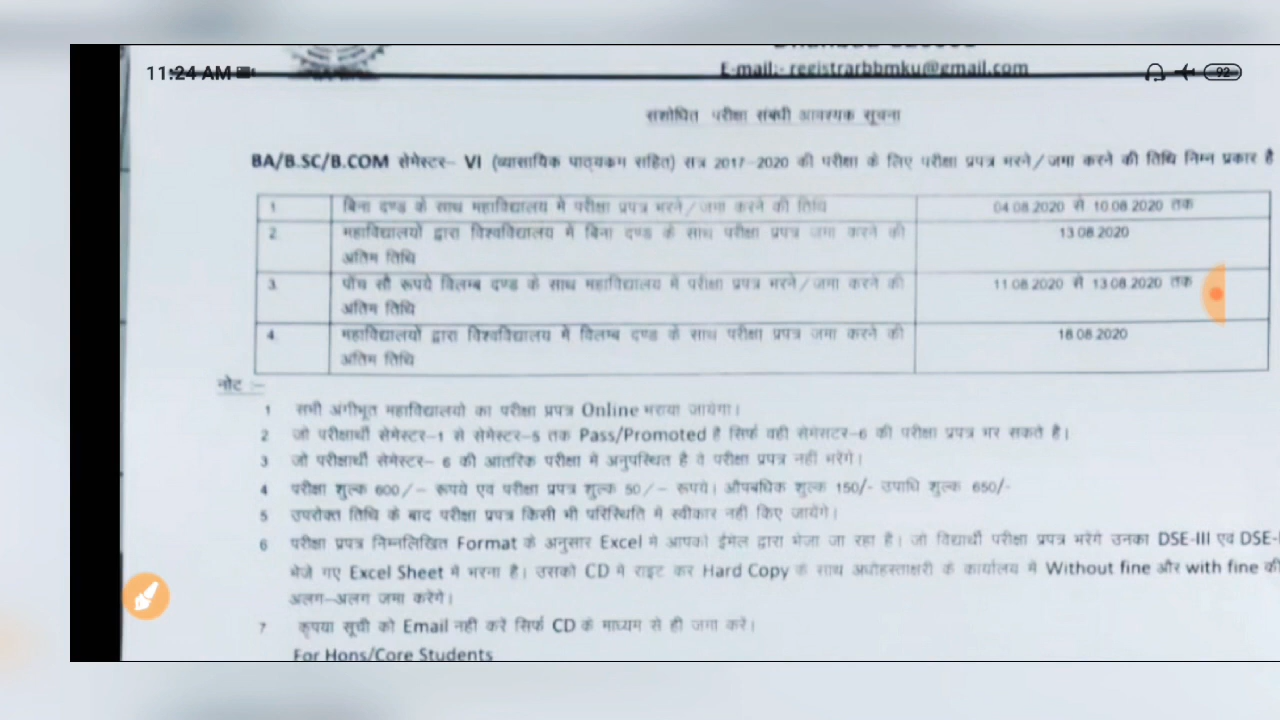 11:24 AM
92
E-mail:- registrarbbmku@gmail.com
संशोधित परीक्षा संबंधी आवश्यक सूचना
BA/B.SC/B.COM सेमेस्टर– VI (व्यासायिक पाठ्यक्रम सहित) सत्र 2017–2020 की परीक्षा के लिए परीक्षा प्रपत्र भरने/जमा करने की तिथि निम्न प्रकार है
1 बिना दण्ड के साथ महाविद्यालय में परीक्षा प्रपत्र भरने/जमा करने की तिथि 04.08.2020 से 10.08.2020 तक
2. महाविद्यालयों द्वारा विश्वविद्यालय में बिना दण्ड के साथ परीक्षा प्रपत्र जमा करने की 13.08.2020
अंतिम तिथि
3. पाँच सौ रूपये विलम्ब दण्ड के साथ महाविद्यालय में परीक्षा प्रपत्र भरने/जमा करने की 11.08.2020 से 13.08.2020 तक
अंतिम तिथि
4. महाविद्यालयों द्वारा विश्वविद्यालय में विलम्ब दण्ड के साथ परीक्षा प्रपत्र जमा करने की 18.08.2020
अंतिम तिथि
नोट :–
1 सभी अंगीभूत महाविद्यालयो का परीक्षा प्रपत्र Online भराया जायेगा।
2 जो परीक्षार्थी सेमेस्टर–1 से सेमेस्टर–5 तक Pass/Promoted है सिर्फ वही सेमेसटर–6 की परीक्षा प्रपत्र भर सकते है।
3 जो परीक्षार्थी सेमेस्टर– 6 की आंतरिक परीक्षा में अनुपस्थित है वे परीक्षा प्रपत्र नहीं भरेंगे।
4 परीक्षा शुल्क 600/– रूपये एवं परीक्षा प्रपत्र शुल्क 50/– रूपये। औपबंधिक शुल्क 150/- उपाधि शुल्क 650/-
5 उपरोक्त तिथि के बाद परीक्षा प्रपत्र किसी भी परिस्थिति में स्वीकार नहीं किए जायेंगे।
6 परीक्षा प्रपत्र निम्नलिखित Format के अनुसार Excel मे आपको ईमेल द्वारा भेजा जा रहा है। जो विद्यार्थी परीक्षा प्रपत्र भरेंगे उनका DSE-III एवं DSE-
भेजे गए Excel Sheet में भरना है। उसको CD मे राइट कर Hard Copy के साथ अधोहस्ताक्षरी के कार्यालय में Without fine और with fine की
अलग–अलग जमा करेंगे।
7 कृपया सूची को Email नही करें सिर्फ CD के माध्यम से ही जमा करें।
For Hons/Core Students